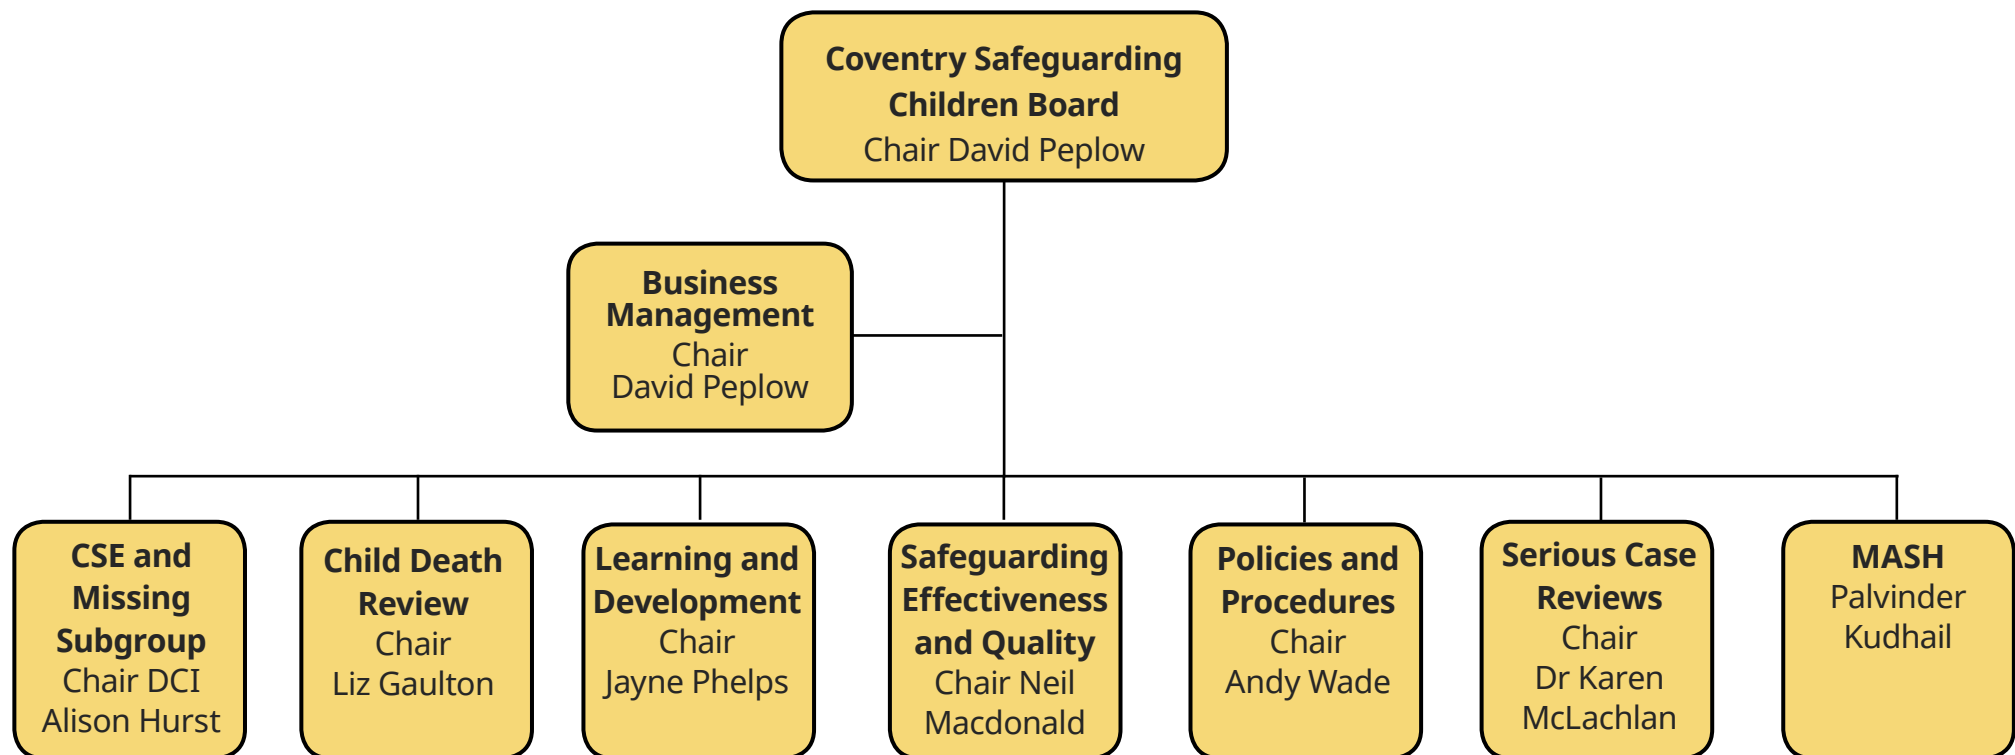 Coventry Safeguarding
Children Board
Chair David Peplow
Business
Management
Chair
David Peplow
CSE and
Missing
Subgroup
Chair DCI
Alison Hurst
Child Death
Review
Chair
Liz Gaulton
Learning and
Development
Chair
Jayne Phelps
Safeguarding
Effectiveness
and Quality
Chair Neil
Macdonald
Policies and
Procedures
Chair
Andy Wade
Serious Case
Reviews
Chair
Dr Karen
McLachlan
MASH
Palvinder
Kudhail